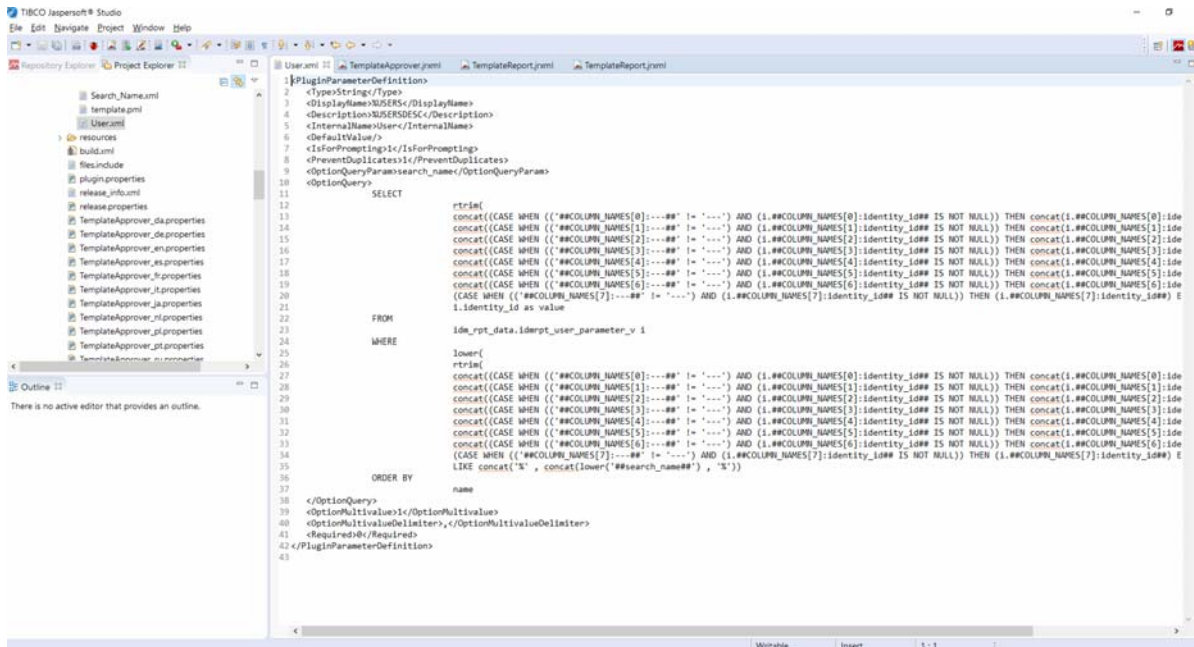 TIBCO Jaspersoft® Studio
File Edit Navigate Project Window Help
Repository Explorer Project Explorer
User.xml TemplateApprover.jrxml TemplateReport.jrxml TemplateReport.jrxml
Search_Name.xml
template.pml
User.xml
resources
build.xml
files.include
plugin.properties
release_info.xml
release.properties
TemplateApprover_da.properties
TemplateApprover_de.properties
TemplateApprover_en.properties
TemplateApprover_es.properties
TemplateApprover_fr.properties
TemplateApprover_it.properties
TemplateApprover_ja.properties
TemplateApprover_nl.properties
TemplateApprover_pl.properties
TemplateApprover_pt.properties
TemplateApprover_ru.properties
Outline
There is no active editor that provides an outline.
1 <PluginParameterDefinition>
2 <Type>String</Type>
3 <DisplayName>%USERS</DisplayName>
4 <Description>%USERSDESC</Description>
5 <InternalName>User</InternalName>
6 <DefaultValue/>
7 <IsForPrompting>1</IsForPrompting>
8 <PreventDuplicates>1</PreventDuplicates>
9 <OptionQueryParam>search_name</OptionQueryParam>
10 <OptionQuery>
11 SELECT
12 rtrim(
13 concat((CASE WHEN (('##COLUMN_NAMES[0]:---##' != '---') AND (i.##COLUMN_NAMES[0]:identity_id## IS NOT NULL)) THEN concat(i.##COLUMN_NAMES[0]:ide
14 concat((CASE WHEN (('##COLUMN_NAMES[1]:---##' != '---') AND (i.##COLUMN_NAMES[1]:identity_id## IS NOT NULL)) THEN concat(i.##COLUMN_NAMES[1]:ide
15 concat((CASE WHEN (('##COLUMN_NAMES[2]:---##' != '---') AND (i.##COLUMN_NAMES[2]:identity_id## IS NOT NULL)) THEN concat(i.##COLUMN_NAMES[2]:ide
16 concat((CASE WHEN (('##COLUMN_NAMES[3]:---##' != '---') AND (i.##COLUMN_NAMES[3]:identity_id## IS NOT NULL)) THEN concat(i.##COLUMN_NAMES[3]:ide
17 concat((CASE WHEN (('##COLUMN_NAMES[4]:---##' != '---') AND (i.##COLUMN_NAMES[4]:identity_id## IS NOT NULL)) THEN concat(i.##COLUMN_NAMES[4]:ide
18 concat((CASE WHEN (('##COLUMN_NAMES[5]:---##' != '---') AND (i.##COLUMN_NAMES[5]:identity_id## IS NOT NULL)) THEN concat(i.##COLUMN_NAMES[5]:ide
19 concat((CASE WHEN (('##COLUMN_NAMES[6]:---##' != '---') AND (i.##COLUMN_NAMES[6]:identity_id## IS NOT NULL)) THEN concat(i.##COLUMN_NAMES[6]:ide
20 (CASE WHEN (('##COLUMN_NAMES[7]:---##' != '---') AND (i.##COLUMN_NAMES[7]:identity_id## IS NOT NULL)) THEN (i.##COLUMN_NAMES[7]:identity_id##) E
21 i.identity_id as value
22 FROM
23 idm_rpt_data.idmrpt_user_parameter_v i
24 WHERE
25 lower(
26 rtrim(
27 concat((CASE WHEN (('##COLUMN_NAMES[0]:---##' != '---') AND (i.##COLUMN_NAMES[0]:identity_id## IS NOT NULL)) THEN concat(i.##COLUMN_NAMES[0]:ide
28 concat((CASE WHEN (('##COLUMN_NAMES[1]:---##' != '---') AND (i.##COLUMN_NAMES[1]:identity_id## IS NOT NULL)) THEN concat(i.##COLUMN_NAMES[1]:ide
29 concat((CASE WHEN (('##COLUMN_NAMES[2]:---##' != '---') AND (i.##COLUMN_NAMES[2]:identity_id## IS NOT NULL)) THEN concat(i.##COLUMN_NAMES[2]:ide
30 concat((CASE WHEN (('##COLUMN_NAMES[3]:---##' != '---') AND (i.##COLUMN_NAMES[3]:identity_id## IS NOT NULL)) THEN concat(i.##COLUMN_NAMES[3]:ide
31 concat((CASE WHEN (('##COLUMN_NAMES[4]:---##' != '---') AND (i.##COLUMN_NAMES[4]:identity_id## IS NOT NULL)) THEN concat(i.##COLUMN_NAMES[4]:ide
32 concat((CASE WHEN (('##COLUMN_NAMES[5]:---##' != '---') AND (i.##COLUMN_NAMES[5]:identity_id## IS NOT NULL)) THEN concat(i.##COLUMN_NAMES[5]:ide
33 concat((CASE WHEN (('##COLUMN_NAMES[6]:---##' != '---') AND (i.##COLUMN_NAMES[6]:identity_id## IS NOT NULL)) THEN concat(i.##COLUMN_NAMES[6]:ide
34 (CASE WHEN (('##COLUMN_NAMES[7]:---##' != '---') AND (i.##COLUMN_NAMES[7]:identity_id## IS NOT NULL)) THEN (i.##COLUMN_NAMES[7]:identity_id##) E
35 LIKE concat('%' , concat(lower('##search_name##') , '%'))
36 ORDER BY
37 name
38 </OptionQuery>
39 <OptionMultivalue>1</OptionMultivalue>
40 <OptionMultivalueDelimiter>,</OptionMultivalueDelimiter>
41 <Required>0</Required>
42 </PluginParameterDefinition>
43
Writable Insert 1 : 1